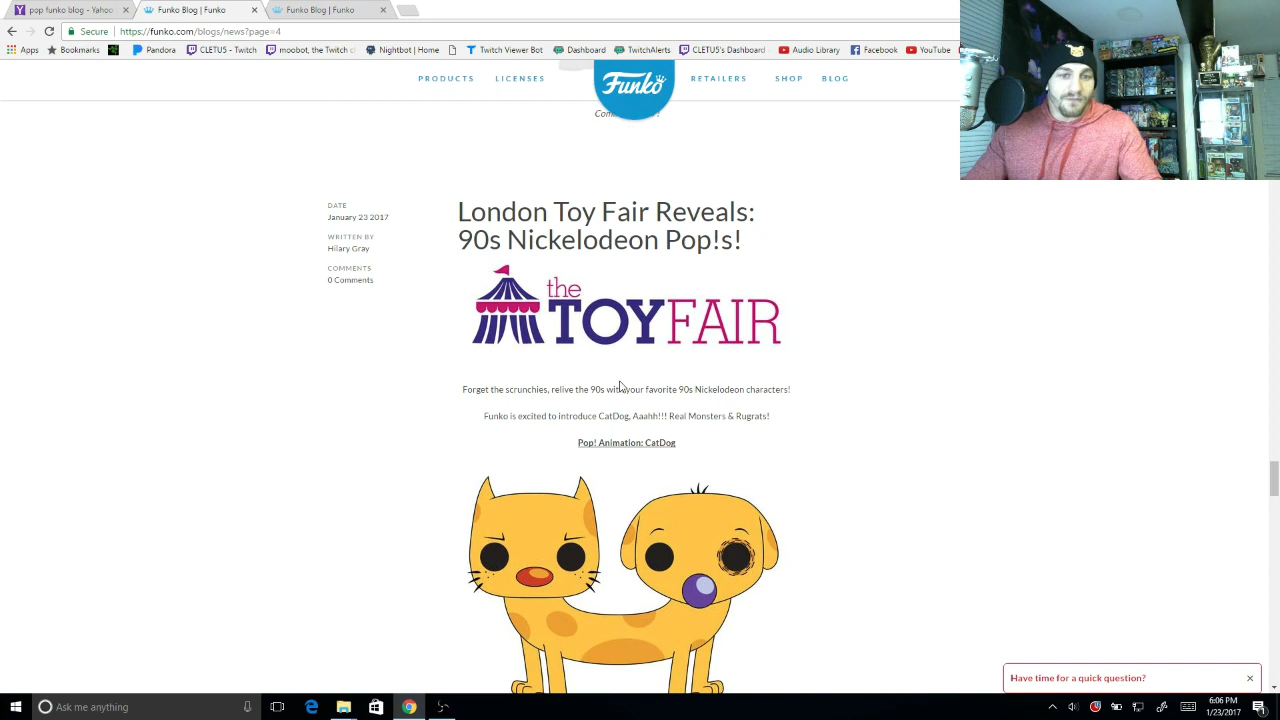 pop funko blog - Yahoo
Funko Blog | Funko
Funko Blog | Funko
Secure
https://funko.com/blogs/news?page=4
Apps
Bookmarks
Pandora
CLETU5 - Twitch
moobot, the Twitch c
Nightbot | Home
Twitch Viewer Bot
Dashboard
TwitchAlerts
CLETU5's Dashboard
Audio Library
Facebook
YouTube
PRODUCTS
LICENSES
Funko
RETAILERS
SHOP
BLOG
DATE
January 23 2017
WRITTEN BY
Hilary Gray
COMMENTS
0 Comments
London Toy Fair Reveals:
90s Nickelodeon Pop!s!
the
TOYFAIR
Forget the scrunchies, relive the 90s with your favorite 90s Nickelodeon characters!
Funko is excited to introduce CatDog, Aaahh!!! Real Monsters & Rugrats!
Pop! Animation: CatDog
Have time for a quick question?
Ask me anything
6:06 PM
1/23/2017